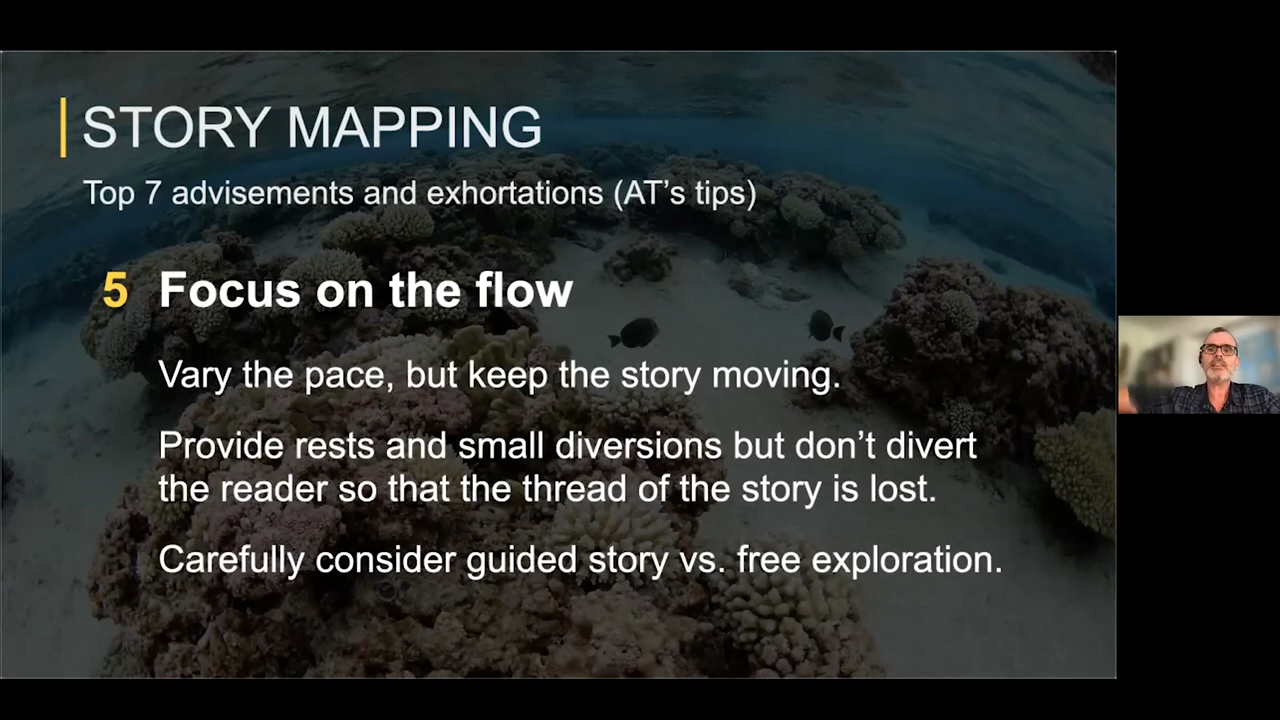 STORY MAPPING
Top 7 advisements and exhortations (AT’s tips)
5 Focus on the flow
Vary the pace, but keep the story moving.
Provide rests and small diversions but don’t divert
the reader so that the thread of the story is lost.
Carefully consider guided story vs. free exploration.